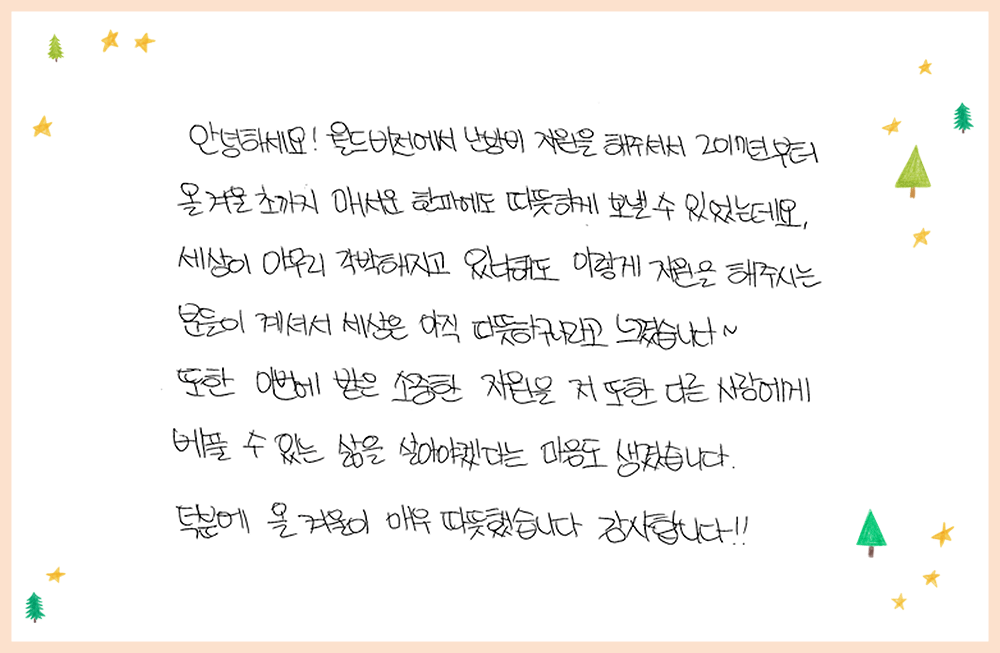 안녕하세요! 월드비전에서 난방비 지원을 해주셔서 2017년부터
올 겨울 초까지 매서운 한파에도 따뜻하게 보낼 수 있었는데요,
세상이 아무리 각박해지고 있다해도 이렇게 지원을 해주시는
분들이 계셔서 세상은 아직 따뜻하구나라고 느꼈습니다~
또한 이번에 받은 소중한 지원을 저 또한 다른 사람에게
베풀 수 있는 삶을 살아야겠다는 마음도 생겼습니다.
덕분에 올 겨울이 매우 따뜻했습니다 감사합니다!!